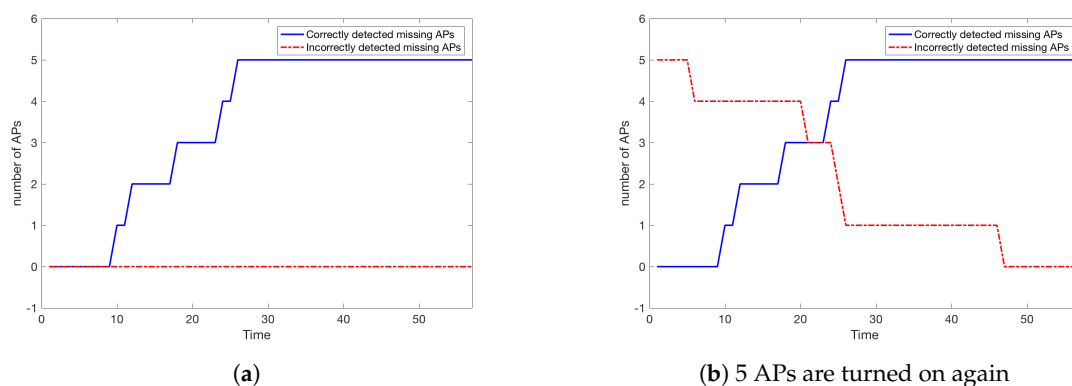 6
5
4
3
2
1
0
-1
number of APs
Correctly detected missing APs
Incorrectly detected missing APs
0 10 20 30 40 50
Time
(a)
6
5
4
3
2
1
0
-1
number of APs
Correctly detected missing APs
Incorrectly detected missing APs
0 10 20 30 40 50
Time
(b) 5 APs are turned on again